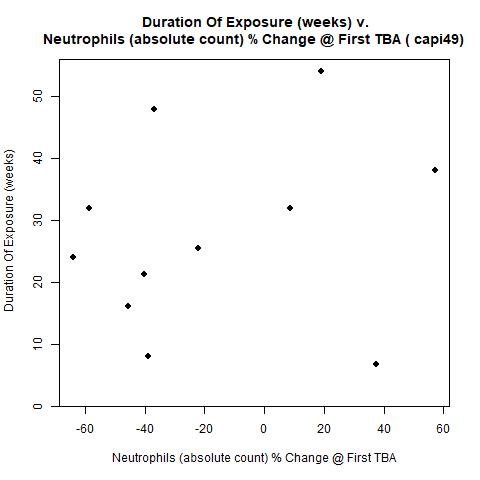 Duration Of Exposure (weeks) v.
Neutrophils (absolute count) % Change @ First TBA ( capi49)
Duration Of Exposure (weeks)
50
40
30
20
10
0
-60 -40 -20 0 20 40 60
Neutrophils (absolute count) % Change @ First TBA